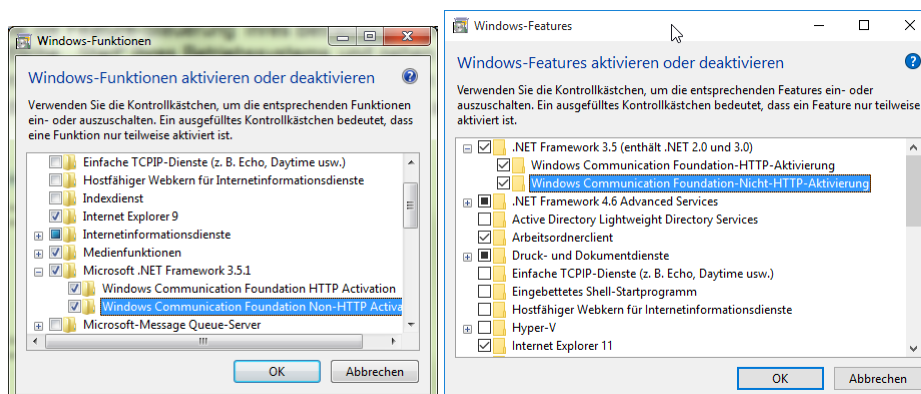 Windows-Funktionen
Windows-Funktionen aktivieren oder deaktivieren
Verwenden Sie die Kontrollkästchen, um die entsprechenden Funktionen
ein- oder auszuschalten. Ein ausgefülltes Kontrollkästchen bedeutet, dass
eine Funktion nur teilweise aktiviert ist.
Einfache TCPIP-Dienste (z. B. Echo, Daytime usw.)
Hostfähiger Webkern für Internetinformationsdienste
Indexdienst
Internet Explorer 9
Internetinformationsdienste
Medienfunktionen
Microsoft .NET Framework 3.5.1
Windows Communication Foundation HTTP Activation
Windows Communication Foundation Non-HTTP Activa
Microsoft-Message Queue-Server
OK
Abbrechen
Windows-Features
Windows-Features aktivieren oder deaktivieren
Verwenden Sie die Kontrollkästchen, um die entsprechenden Features ein- oder
auszuschalten. Ein ausgefülltes Kontrollkästchen bedeutet, dass ein Feature nur teilweise
aktiviert ist.
.NET Framework 3.5 (enthält .NET 2.0 und 3.0)
Windows Communication Foundation-HTTP-Aktivierung
Windows Communication Foundation-Nicht-HTTP-Aktivierung
.NET Framework 4.6 Advanced Services
Active Directory Lightweight Directory Services
Arbeitsordnerclient
Druck- und Dokumentdienste
Einfache TCPIP-Dienste (z. B. Echo, Daytime usw.)
Eingebettetes Shell-Startprogramm
Hostfähiger Webkern für Internetinformationsdienste
Hyper-V
Internet Explorer 11
OK
Abbrechen